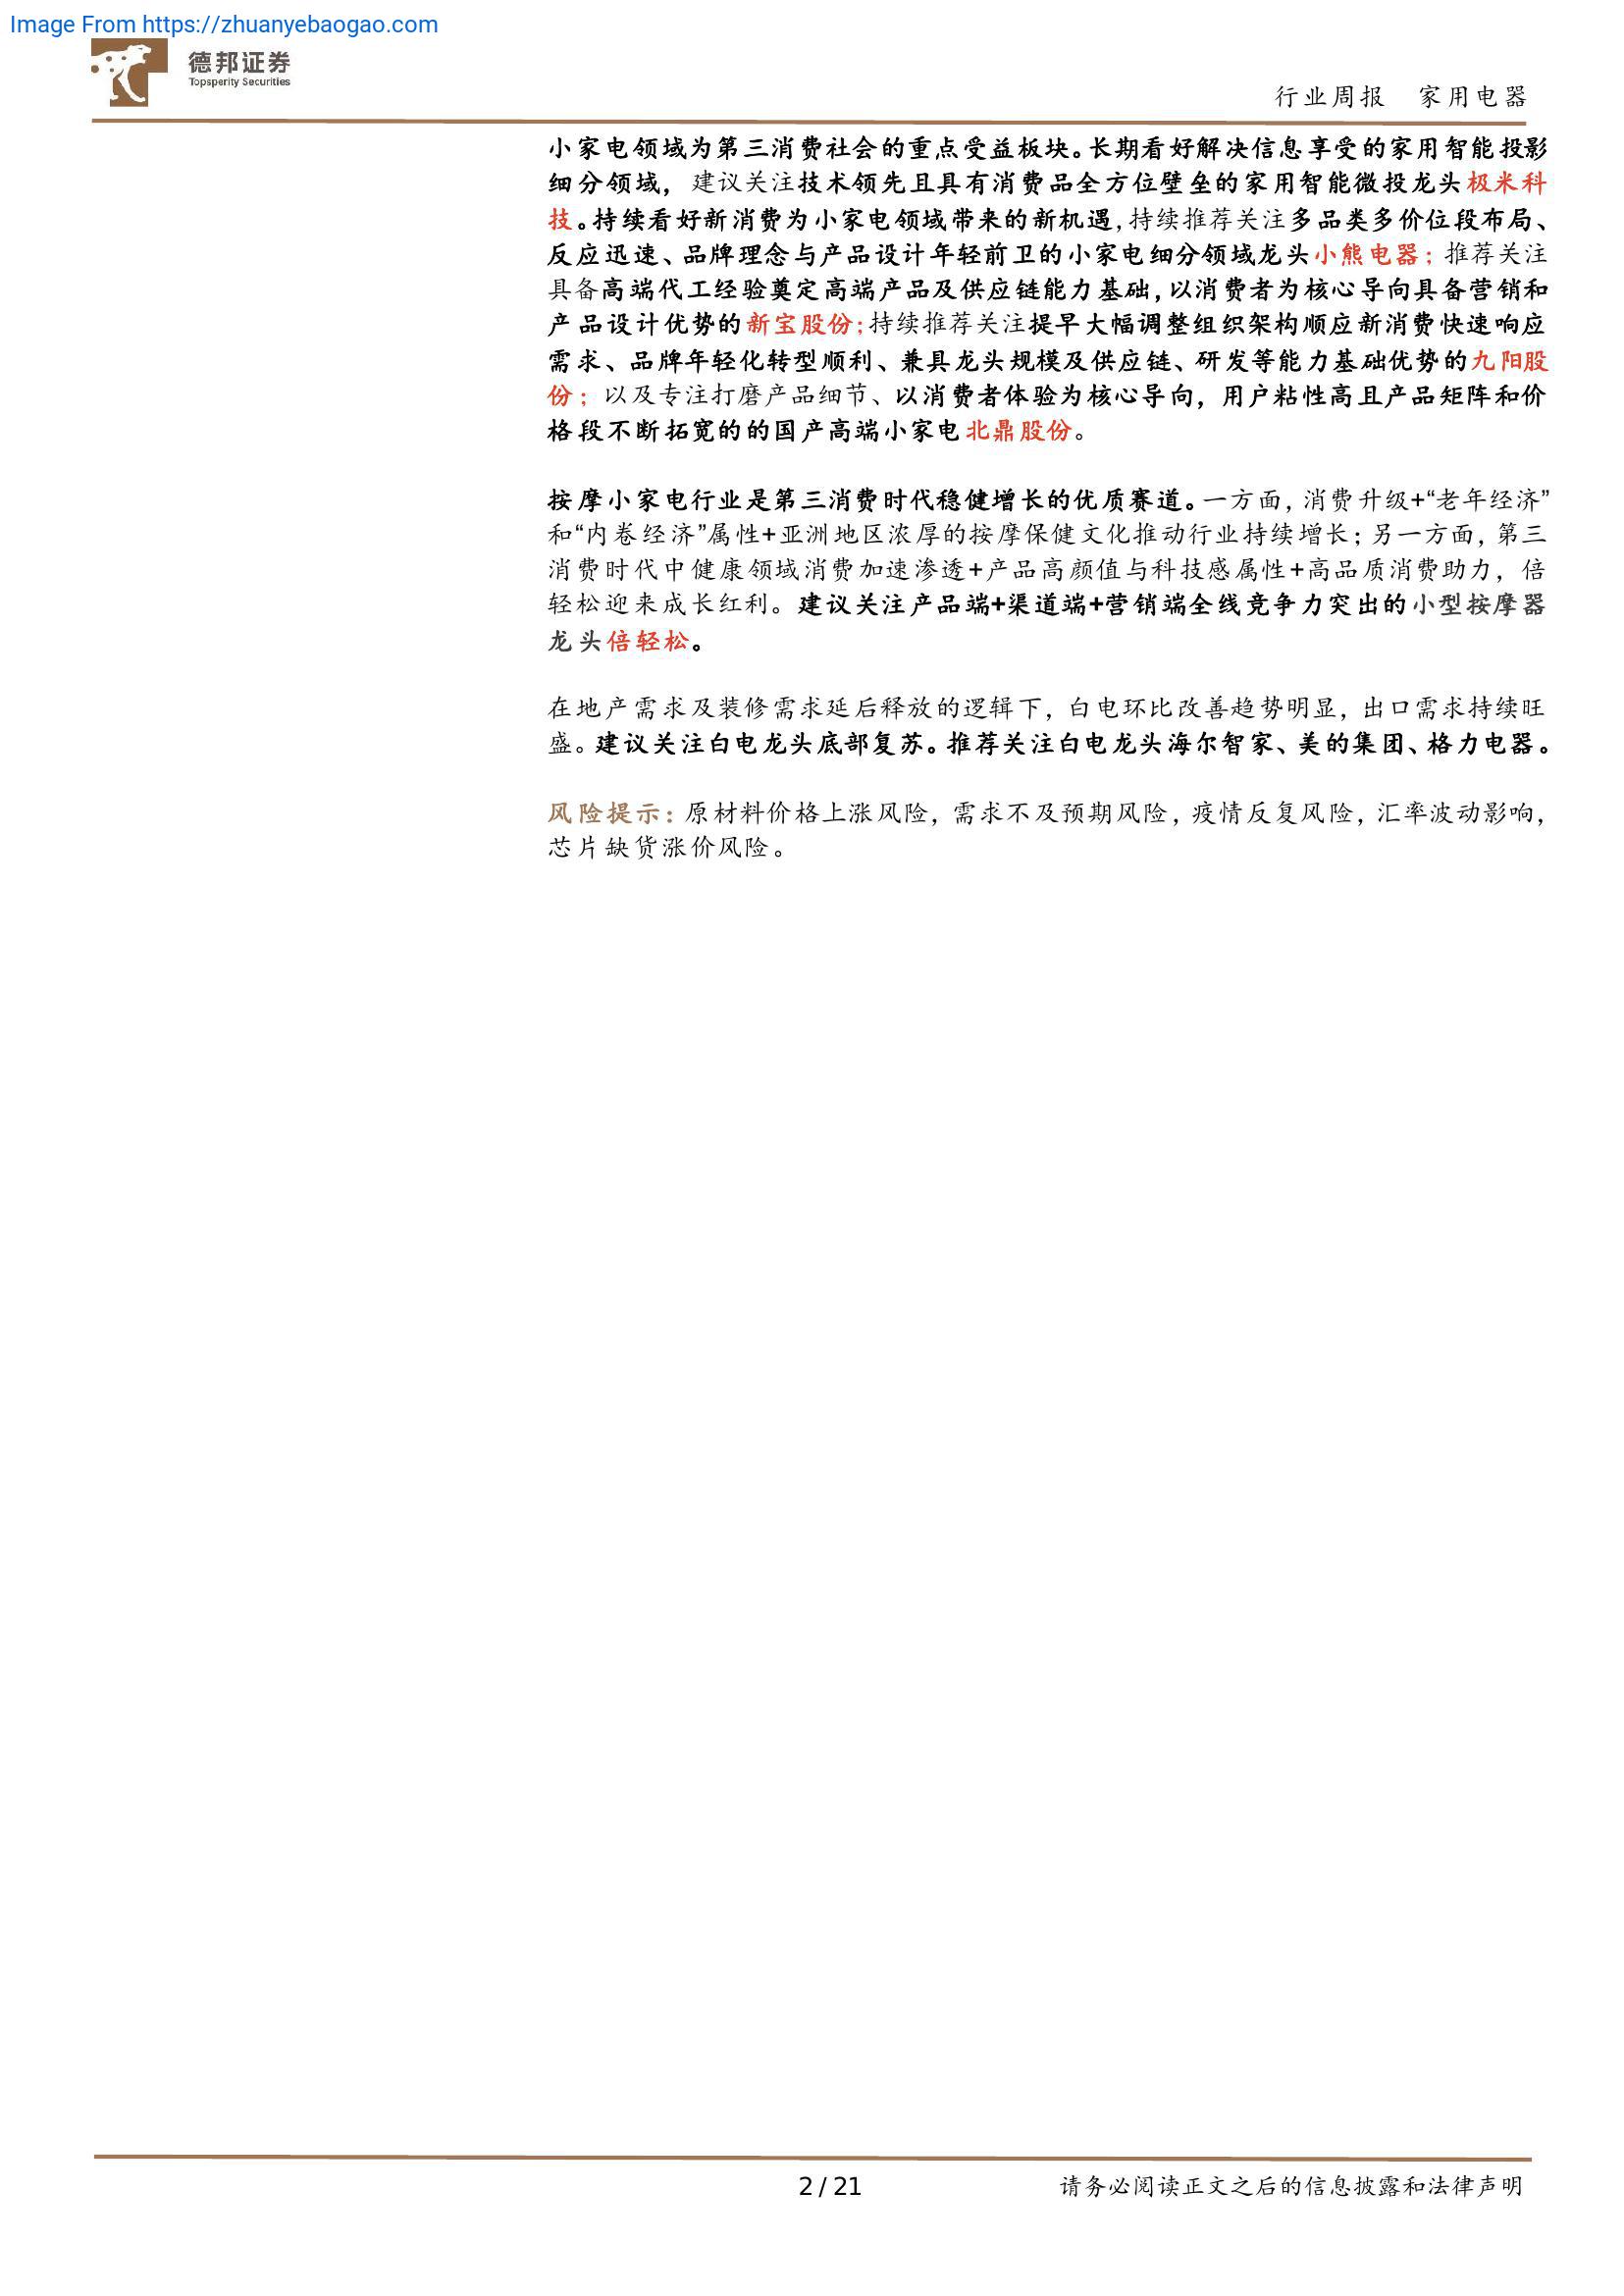 Image From https://zhuanyebaogao.com
德邦证券
Topsperity Securities
行业周报 家用电器
小家电领域为第三消费社会的重点受益板块。长期看好解决信息享受的家用智能投影
细分领域，建议关注技术领先且具有消费品全方位壁垒的家用智能微投龙头极米科
技。持续看好新消费为小家电领域带来的新机遇,持续推荐关注多品类多价位段布局、
反应迅速、品牌理念与产品设计年轻前卫的小家电细分领域龙头小熊电器；推荐关注
具备高端代工经验奠定高端产品及供应链能力基础,以消费者为核心导向具备营销和
产品设计优势的新宝股份;持续推荐关注提早大幅调整组织架构顺应新消费快速响应
需求、品牌年轻化转型顺利、兼具龙头规模及供应链、研发等能力基础优势的九阳股
份；以及专注打磨产品细节、以消费者体验为核心导向，用户粘性高且产品矩阵和价
格段不断拓宽的的国产高端小家电北鼎股份。
按摩小家电行业是第三消费时代稳健增长的优质赛道。一方面，消费升级+“老年经济”
和“内卷经济”属性+亚洲地区浓厚的按摩保健文化推动行业持续增长；另一方面，第三
消费时代中健康领域消费加速渗透+产品高颜值与科技感属性+高品质消费助力，倍
轻松迎来成长红利。建议关注产品端+渠道端+营销端全线竞争力突出的小型按摩器
龙头倍轻松。
在地产需求及装修需求延后释放的逻辑下，白电环比改善趋势明显，出口需求持续旺
盛。建议关注白电龙头底部复苏。推荐关注白电龙头海尔智家、美的集团、格力电器。
风险提示：原材料价格上涨风险，需求不及预期风险，疫情反复风险，汇率波动影响，
芯片缺货涨价风险。
2 / 21
请务必阅读正文之后的信息披露和法律声明